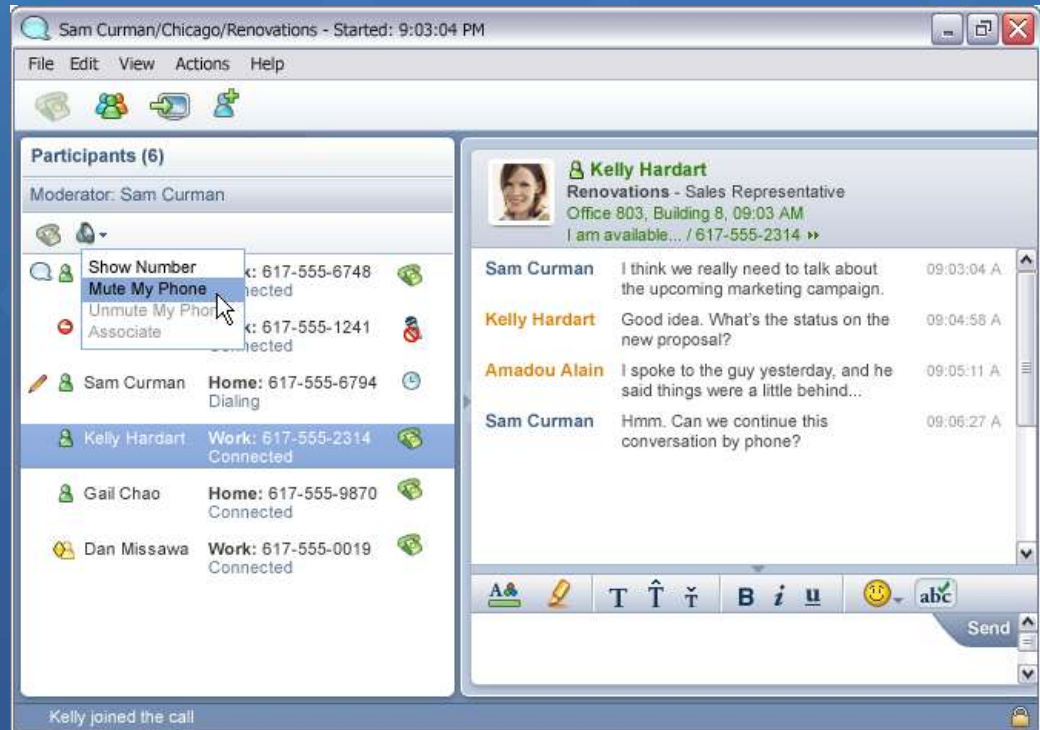 Sam Curman/Chicago/Renovations - Started: 9:03:04 PM
File Edit View Actions Help
Participants (6)
Moderator: Sam Curman
Show Number
Mute My Phone
Unmute My Phon
Associate
k: 617-555-6748
nected
k: 617-555-1241
nected
Sam Curman Home: 617-555-6794
Dialing
Kelly Hardart Work: 617-555-2314
Connected
Gail Chao Home: 617-555-9870
Connected
Dan Missawa Work: 617-555-0019
Connected
Kelly Hardart
Renovations - Sales Representative
Office 803, Building 8, 09:03 AM
I am available... / 617-555-2314
Sam Curman I think we really need to talk about 09:03:04 A
the upcoming marketing campaign.
Kelly Hardart Good idea. What's the status on the 09:04:58 A
new proposal?
Amadou Alain I spoke to the guy yesterday, and he 09:05:11 A
said things were a little behind...
Sam Curman Hmm. Can we continue this 09:06:27 A
conversation by phone?
A T T T B i u abc
Send
Kelly joined the call